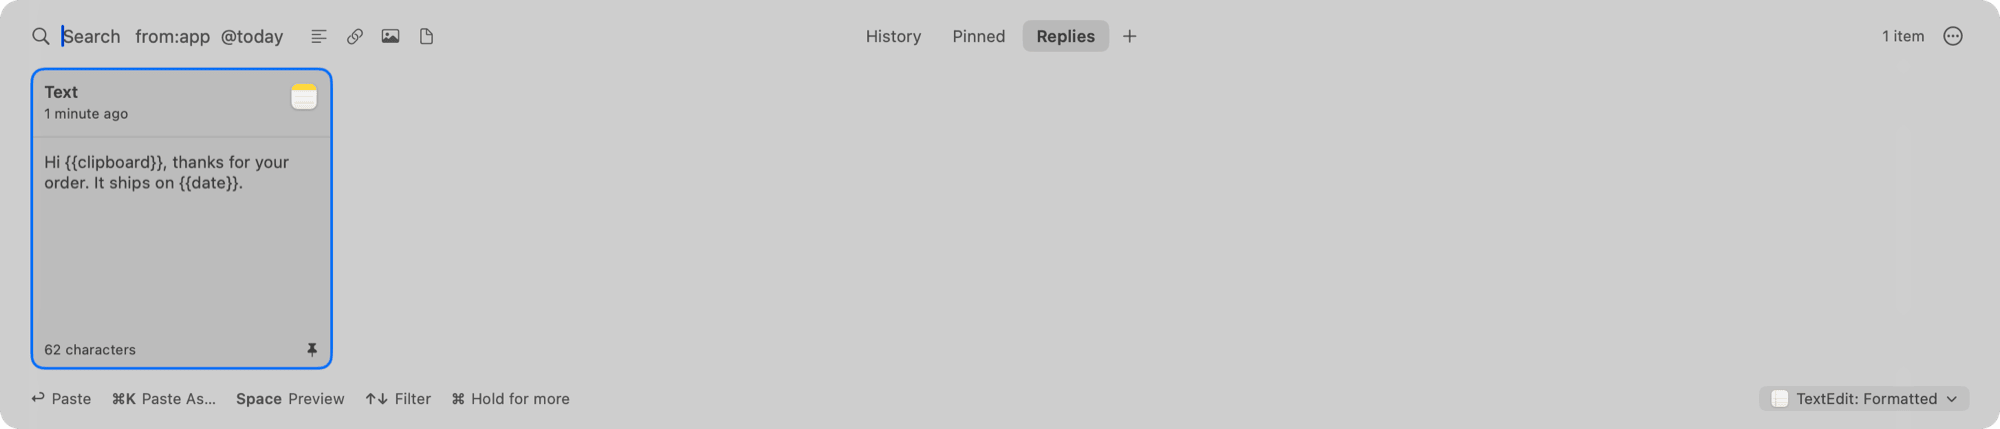 Search from:app @today
History Pinned Replies
1 item
Text
1 minute ago
Hi {{clipboard}}, thanks for your
order. It ships on {{date}}.
62 characters
↩ Paste ⌘K Paste As... Space Preview ↑↓ Filter ⌘ Hold for more
TextEdit: Formatted